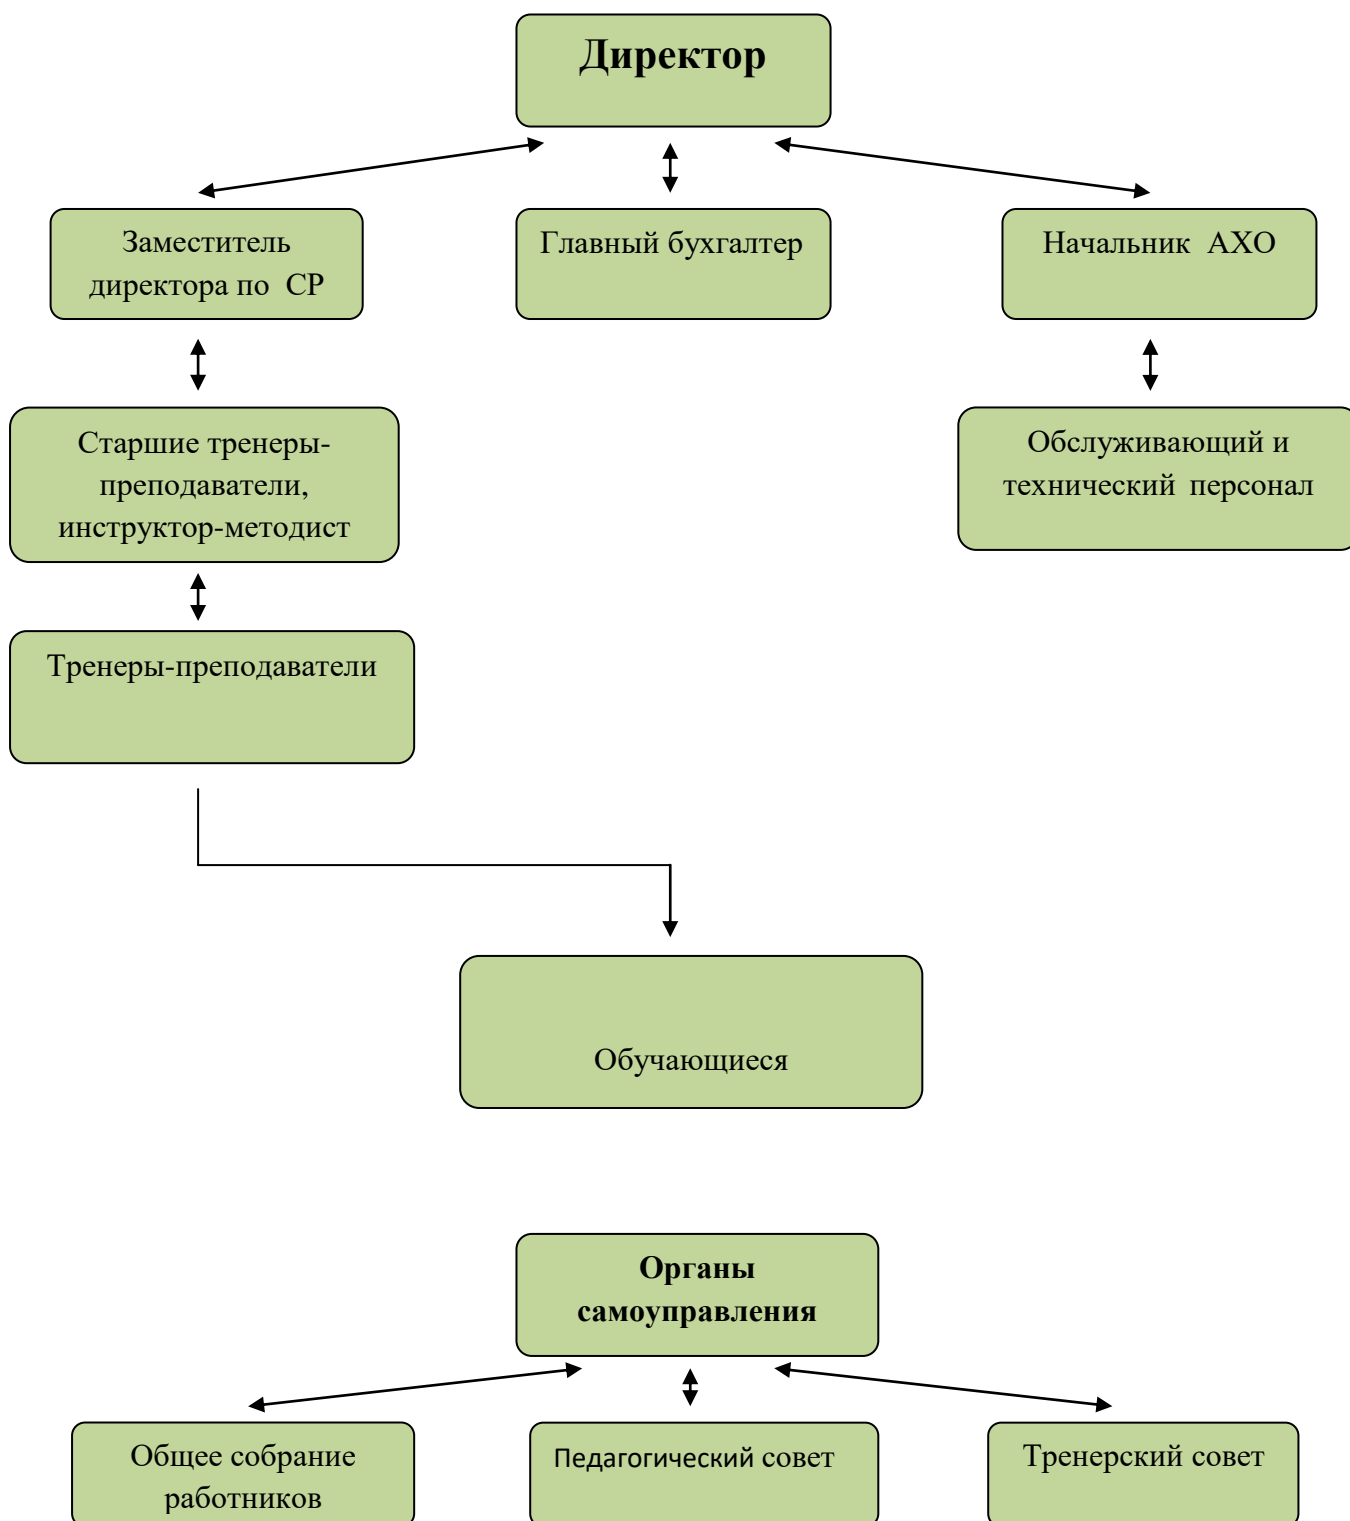 Директор
Заместитель
директора по СР
Главный бухгалтер
Начальник АХО
Старшие тренеры-
преподаватели,
инструктор-методист
Обслуживающий и
технический персонал
Тренеры-преподаватели
Обучающиеся
Органы
самоуправления
Общее собрание
работников
Педагогический совет
Тренерский совет